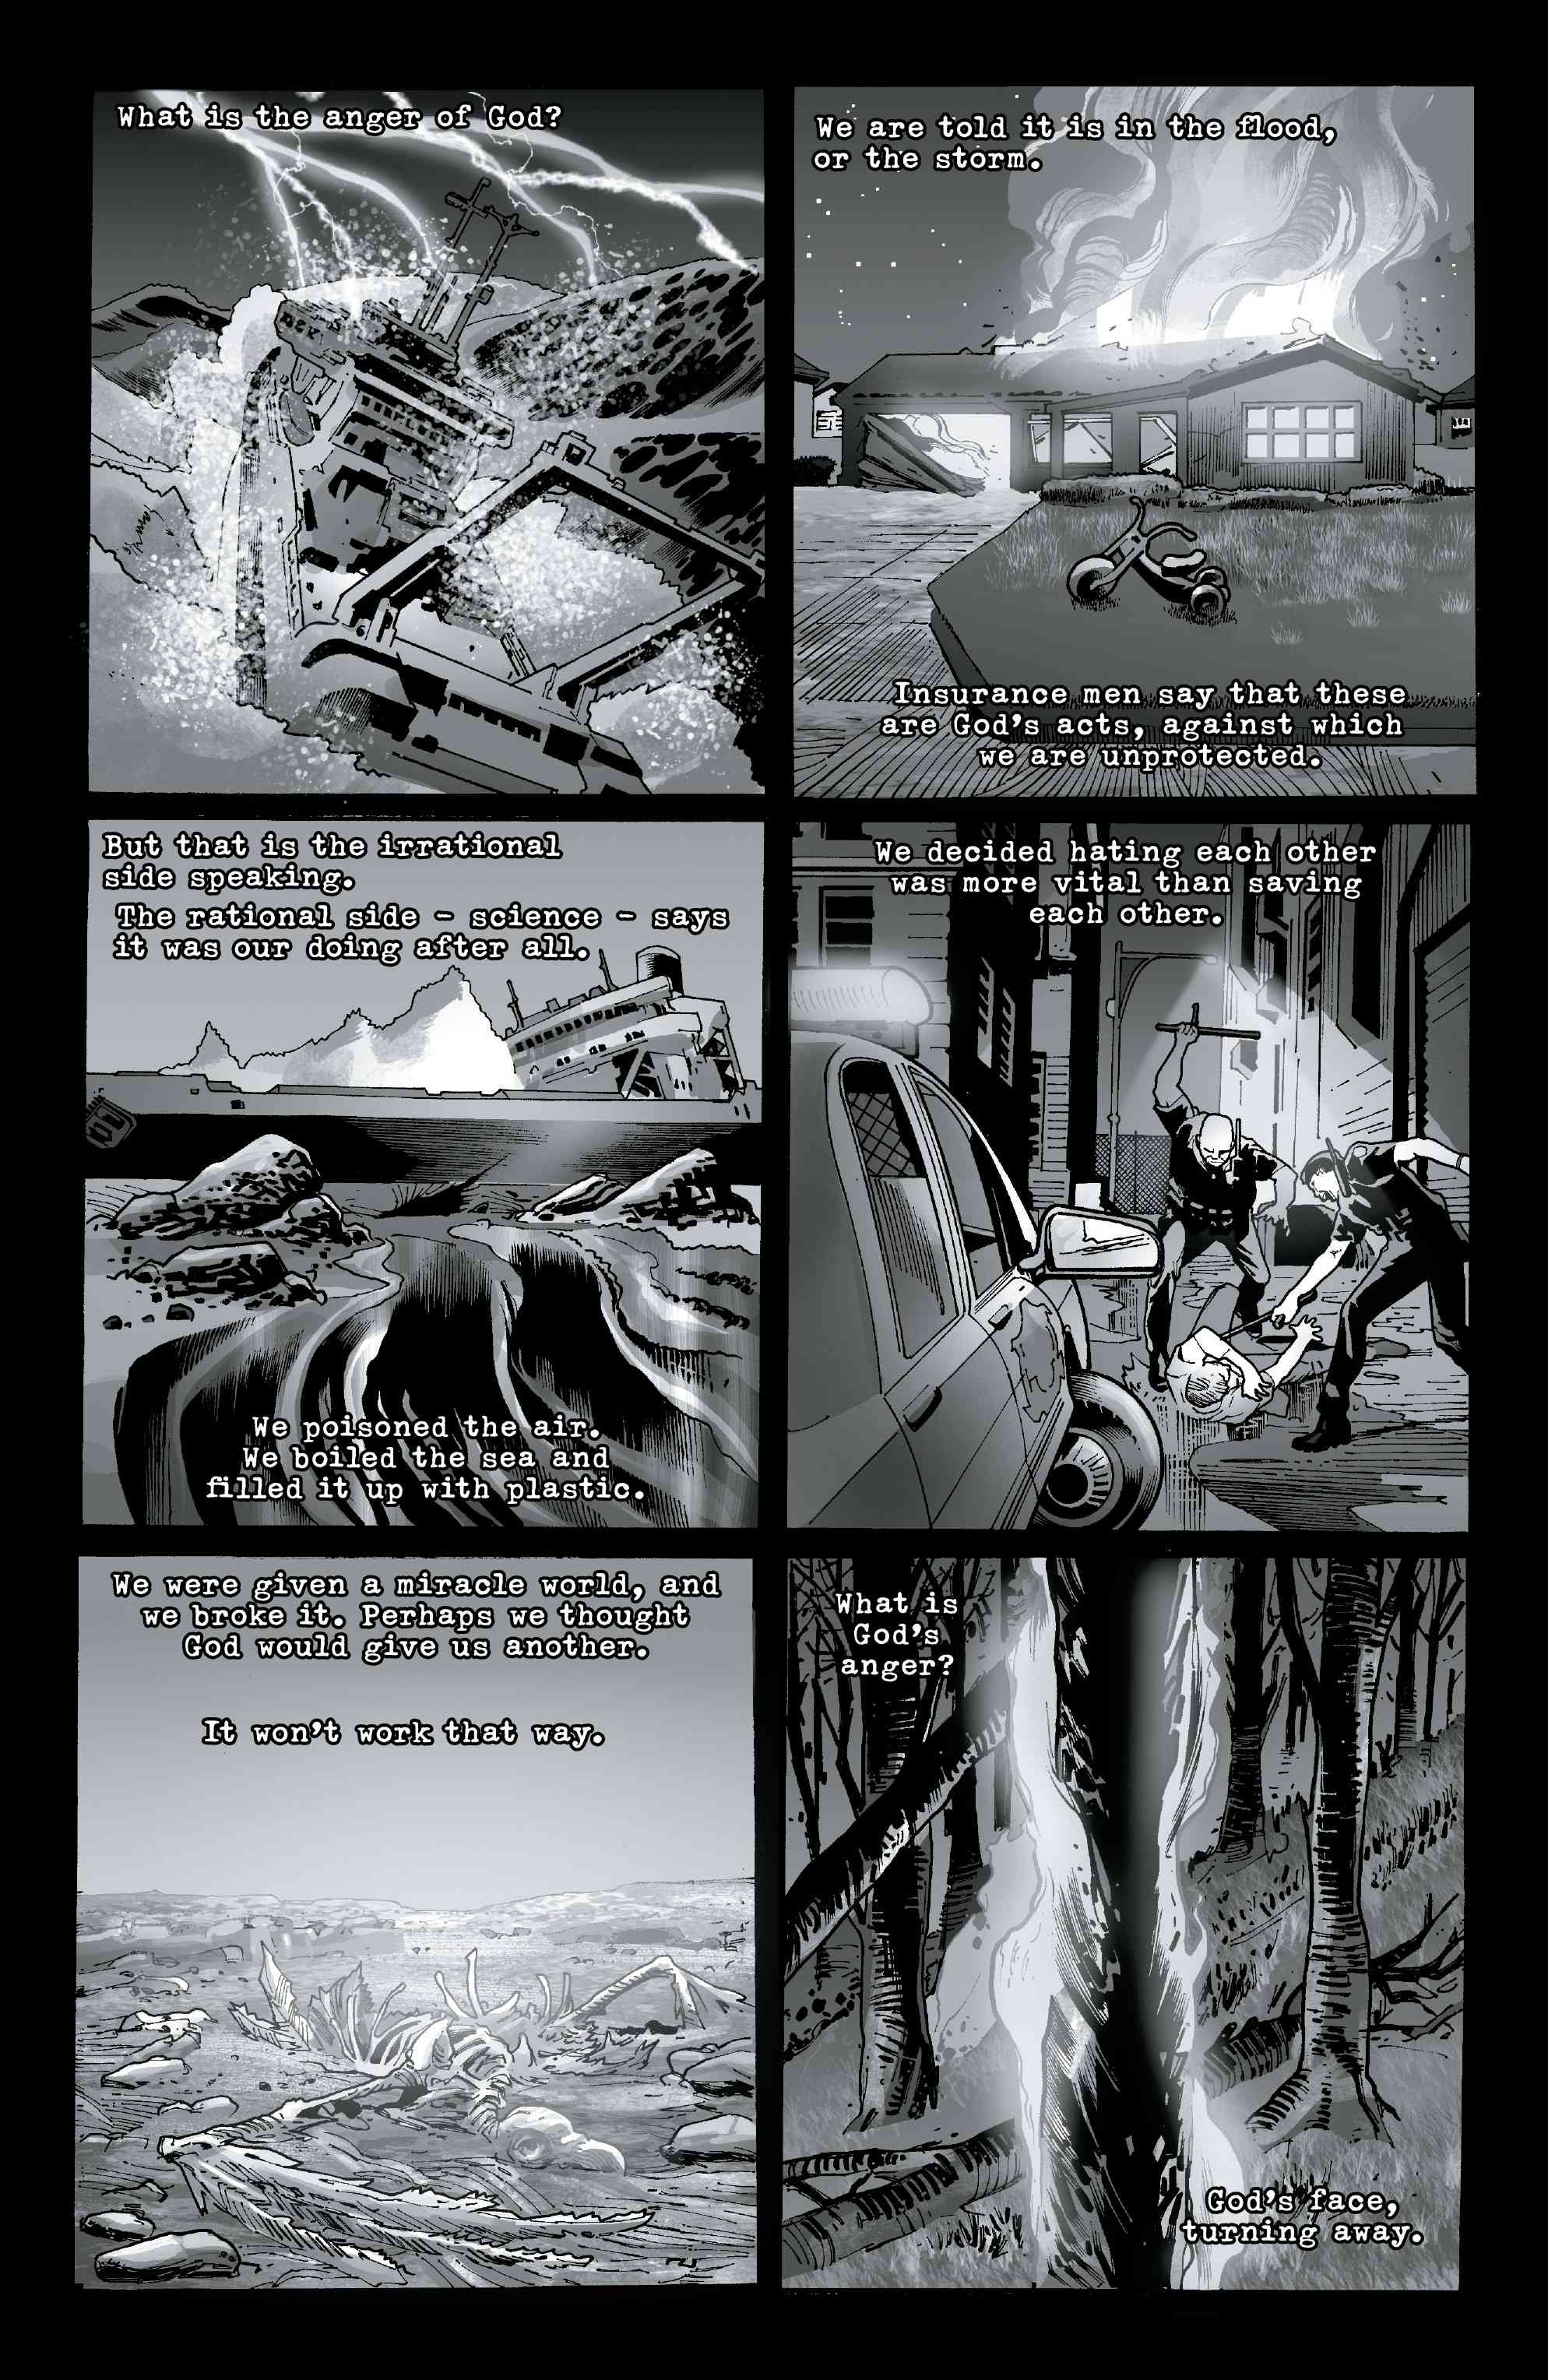 What is the anger of God?
We are told it is in the flood,
or the storm.
Insurance men say that these
are God's acts, against which
we are unprotected.
But that is the irrational
side speaking.
The rational side - science - says
it was our doing after all.
We poisoned the air.
We boiled the sea and
filled it up with plastic.
We decided hating each other
was more vital than saving
each other.
We were given a miracle world, and
we broke it. Perhaps we thought
God would give us another.
It won't work that way.
What is
God's
anger?
God's face,
turning away.